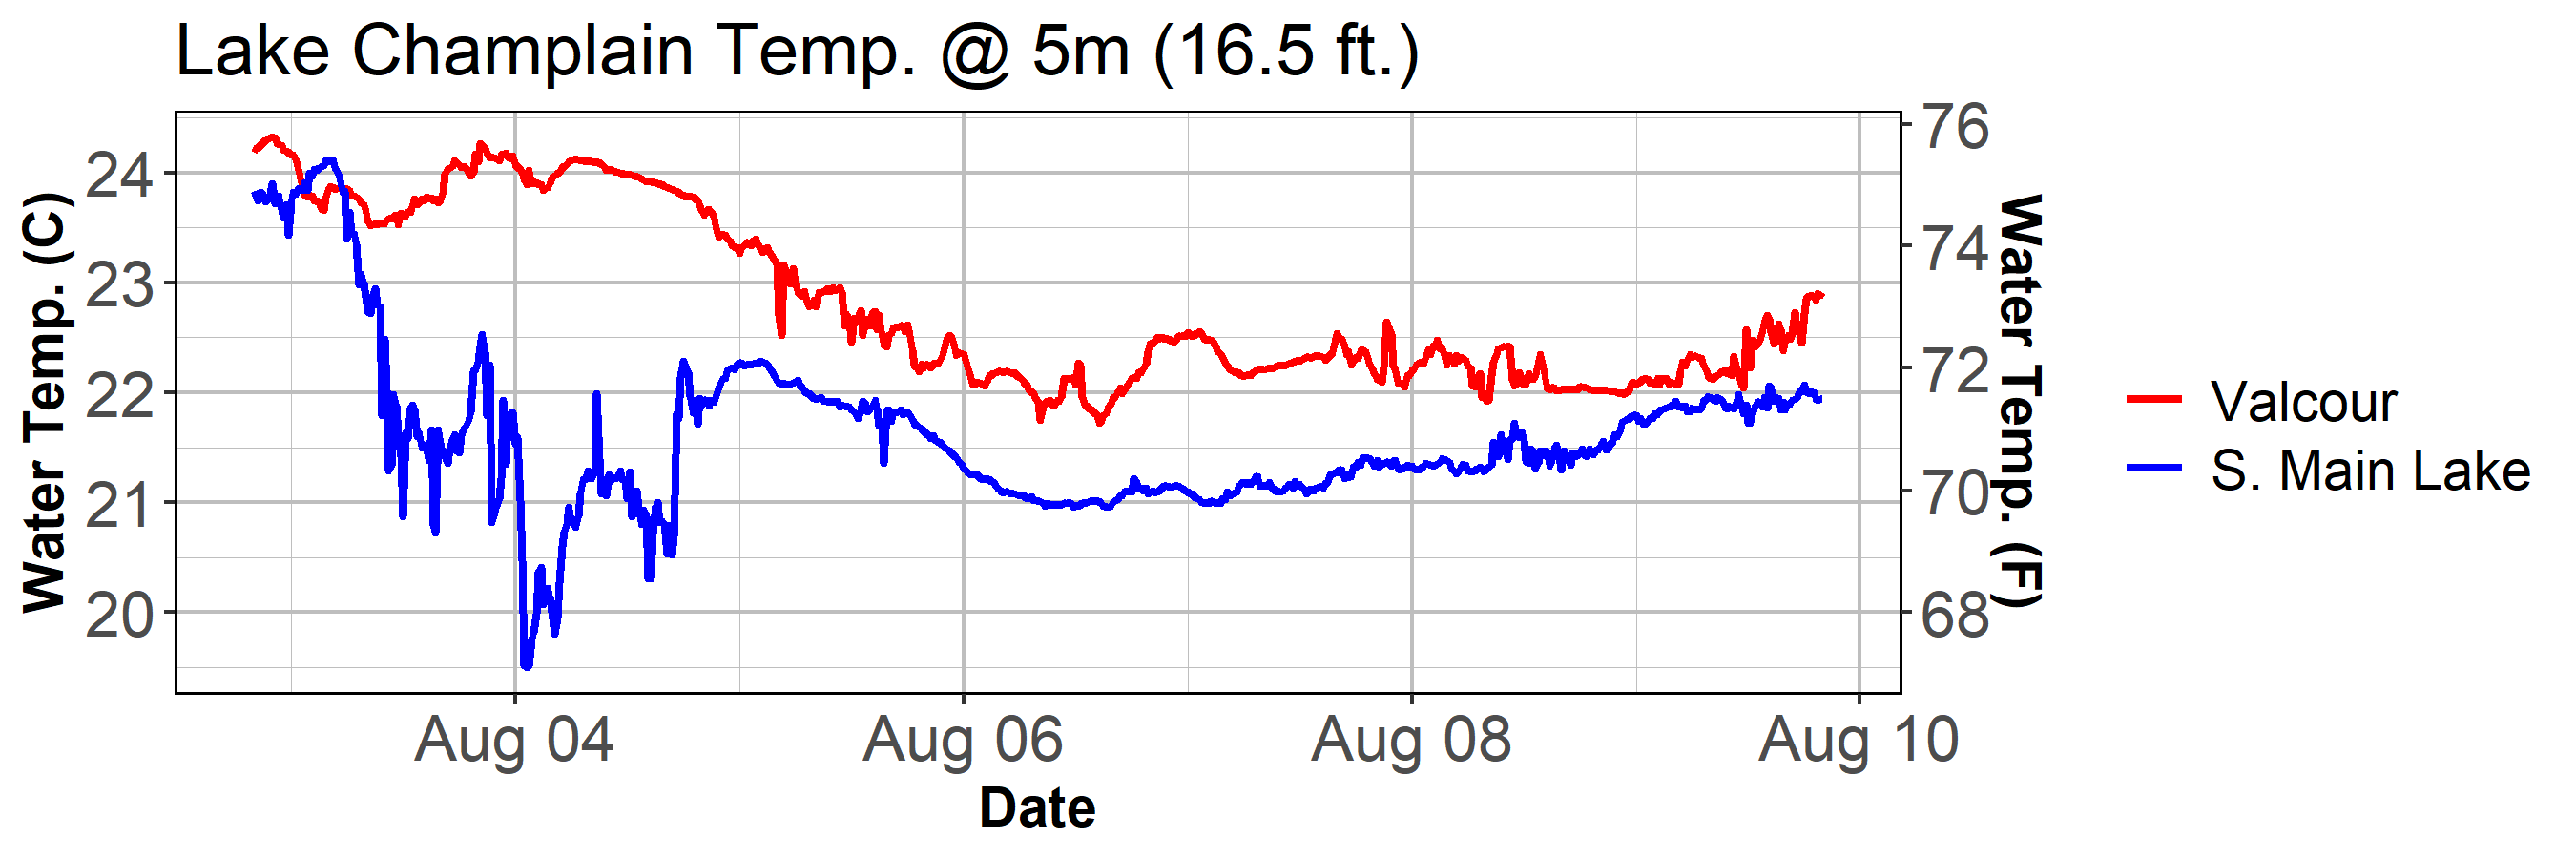 Lake Champlain Temp. @ 5m (16.5 ft.)
Water Temp. (C)
24
23
22
21
20
76
74
72
70
68
Water Temp. (F)
Aug 04
Aug 06
Aug 08
Aug 10
Date
Valcour
S. Main Lake